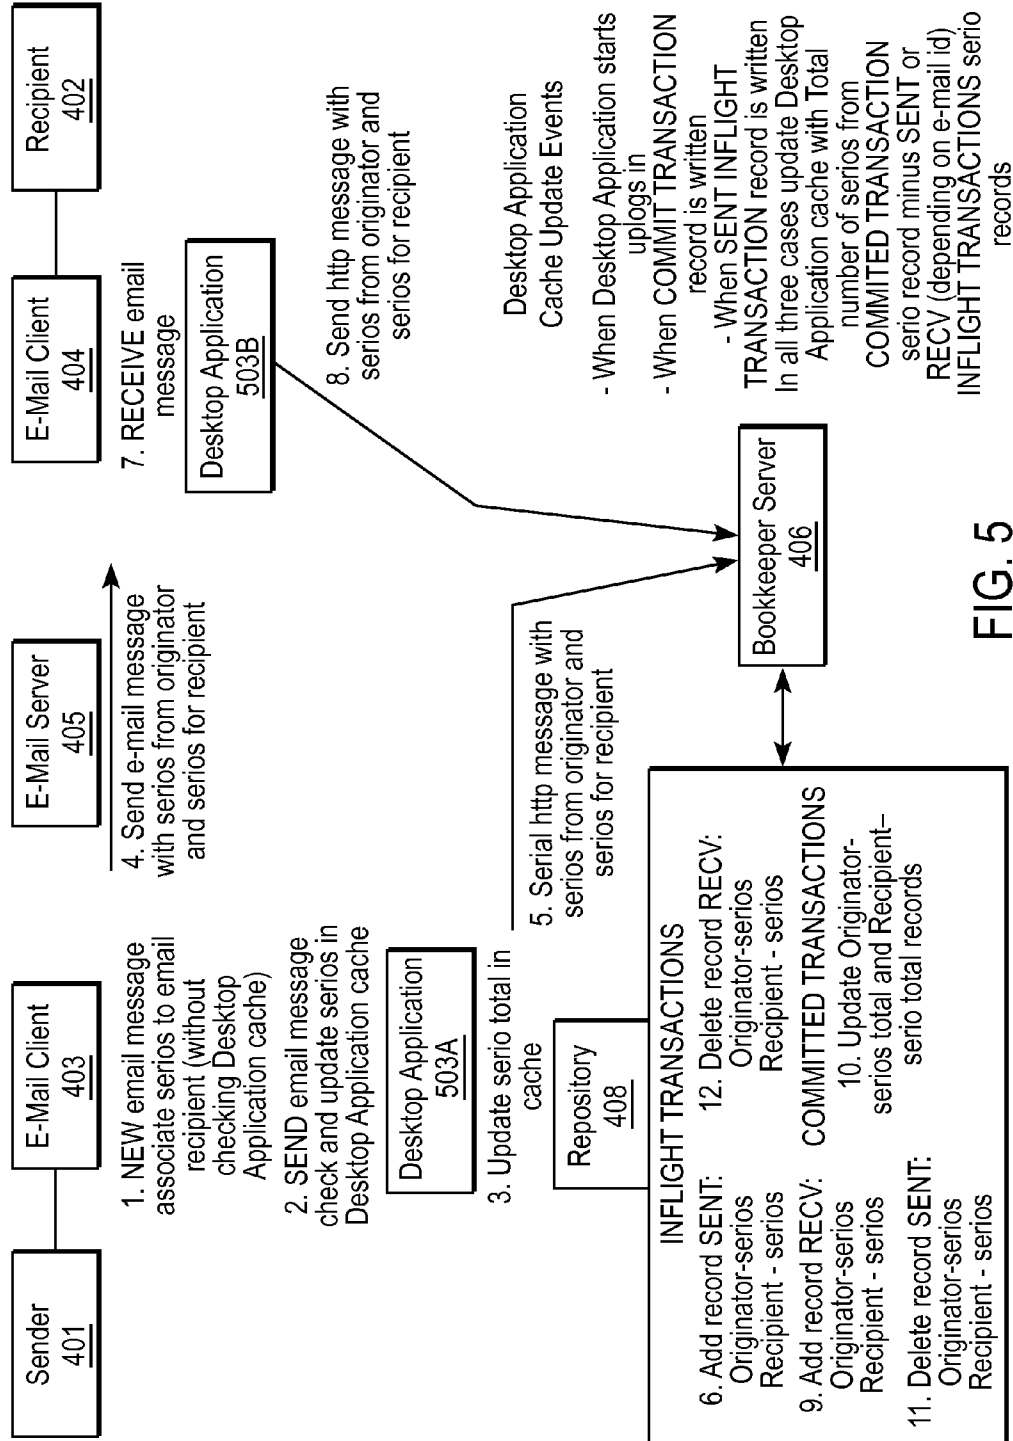 Sender
401
E-Mail Client
403
E-Mail Server
405
E-Mail Client
404
Recipient
402
1. NEW email message
associate serios to email
recipient (without
checking Desktop
Application cache)
2. SEND email message
check and update serios in
Desktop Application cache
Desktop Application
503A
3. Update serio total in
cache
4. Send e-mail message
with serios from originator
and serios for recipient
5. Serial http message with
serios from originator and
serios for recipient
7. RECEIVE email
message
Desktop Application
503B
8. Send http message with
serios from originator and
serios for recipient
Repository
408
INFLIGHT TRANSACTIONS
6. Add record SENT:
Originator-serios
Recipient - serios
9. Add record RECV:
Originator-serios
Recipient - serios
11. Delete record SENT:
Originator-serios
Recipient - serios
12. Delete record RECV:
Originator-serios
Recipient - serios
COMMITTED TRANSACTIONS
10. Update Originator-
serios total and Recipient–
serio total records
Bookkeeper Server
406
Desktop Application
Cache Update Events
- When Desktop Application starts
uplogs in
- When COMMIT TRANSACTION
record is written
- When SENT INFLIGHT
TRANSACTION record is written
In all three cases update Desktop
Application cache with Total
number of serios from
COMMITED TRANSACTION
serio record minus SENT or
RECV (depending on e-mail id)
INFLIGHT TRANSACTIONS serio
records
FIG. 5